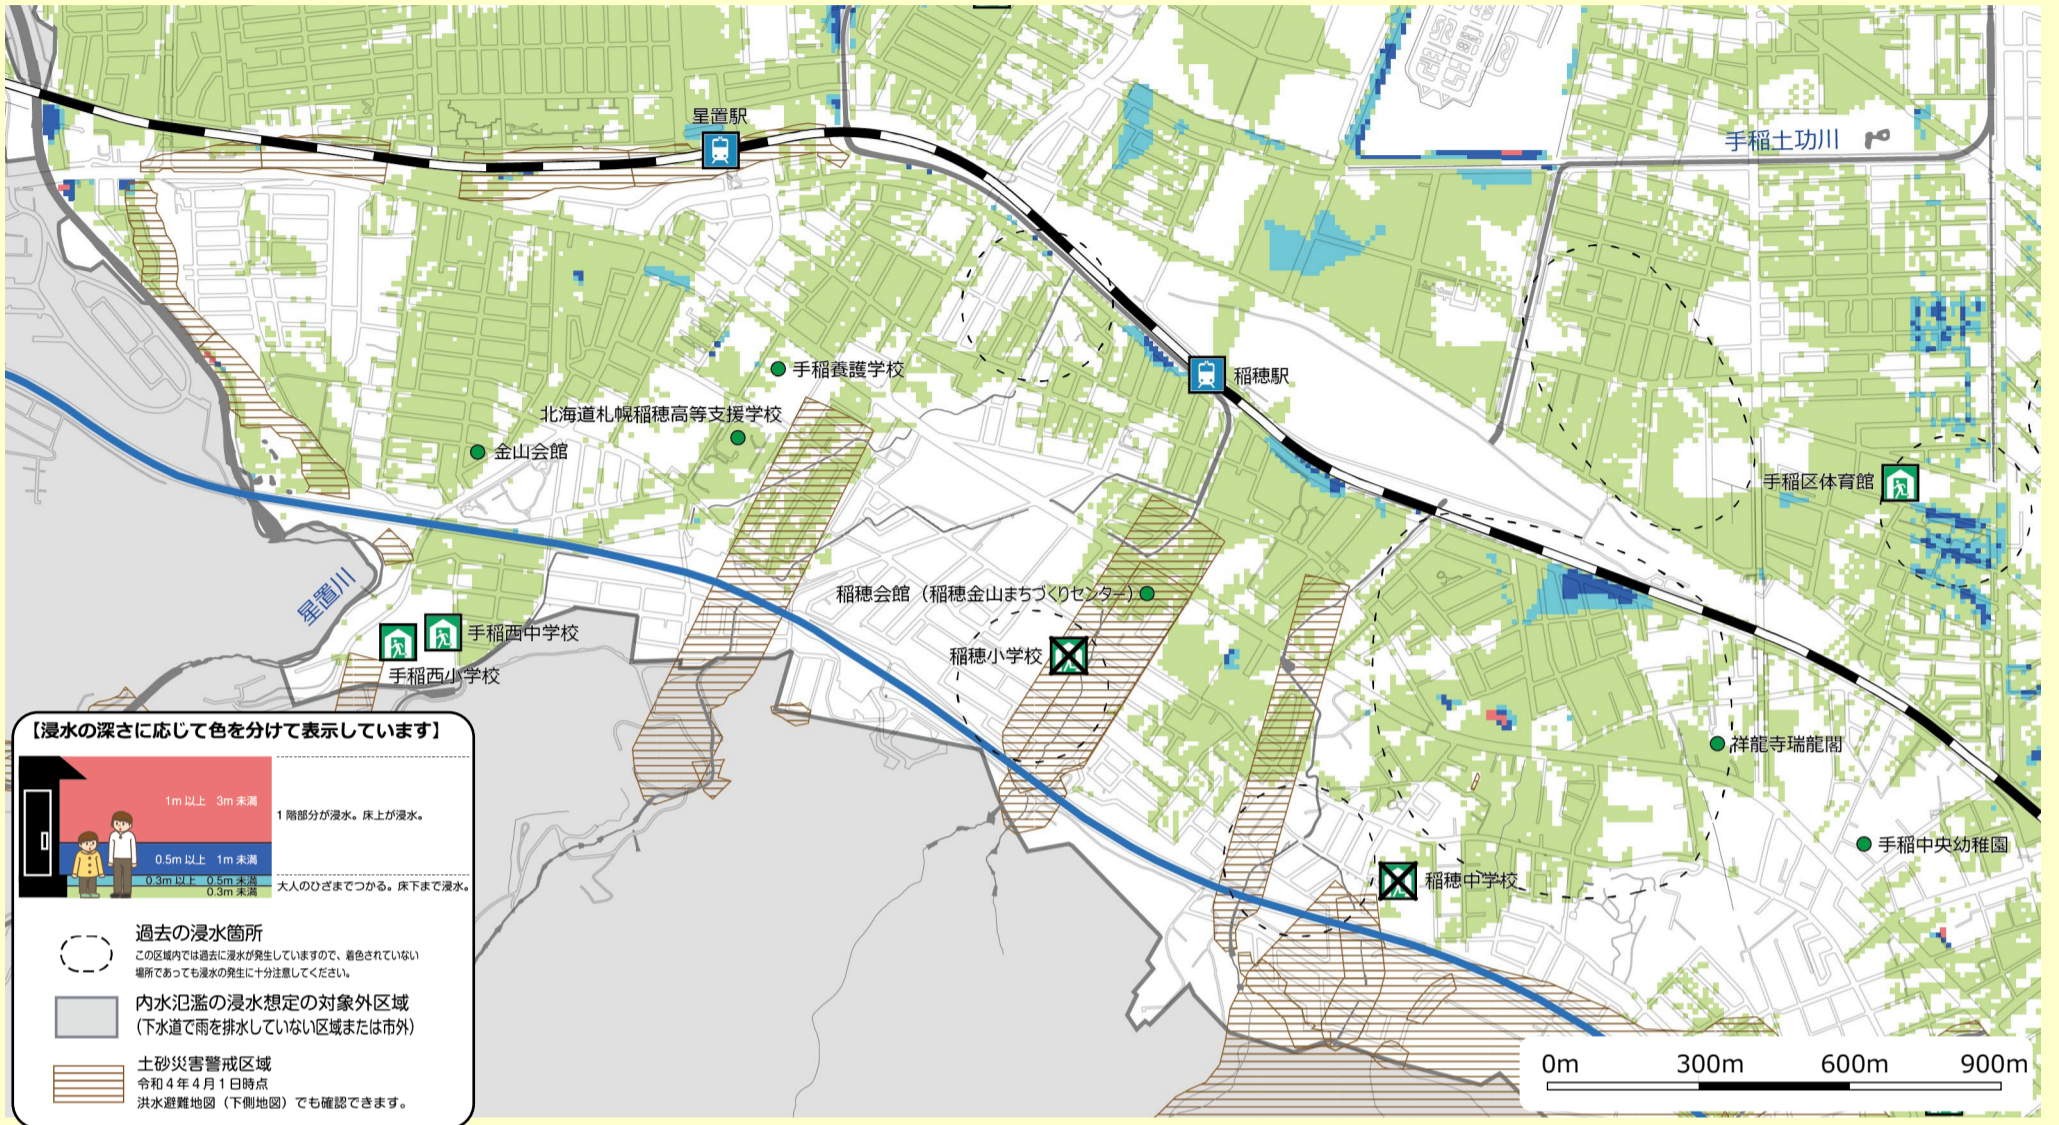 星置駅
手稲土功川
稲穂駅
手稲養護学校
北海道札幌稲穂高等支援学校
金山会館
手稲区体育館
星置川
稲穂会館（稲穂金山まちづくりセンター）
手稲西中学校
稲穂小学校
手稲西小学校
祥龍寺瑞龍閣
手稲中央幼稚園
稲穂中学校
【浸水の深さに応じて色を分けて表示しています】
1m 以上　3m 未満
1 階部分が浸水。床上が浸水。
0.5m 以上　1m 未満
0.3m 以上　0.5m 未満
0.3m 未満
大人のひざまでつかる。床下まで浸水。
過去の浸水箇所
この区域内では過去に浸水が発生していますので、着色されていない
場所であっても浸水の発生に十分注意してください。
内水氾濫の浸水想定の対象外区域
（下水道で雨を排水していない区域または市外）
土砂災害警戒区域
令和４年４月１日時点
洪水避難地図（下側地図）でも確認できます。
0m 300m 600m 900m